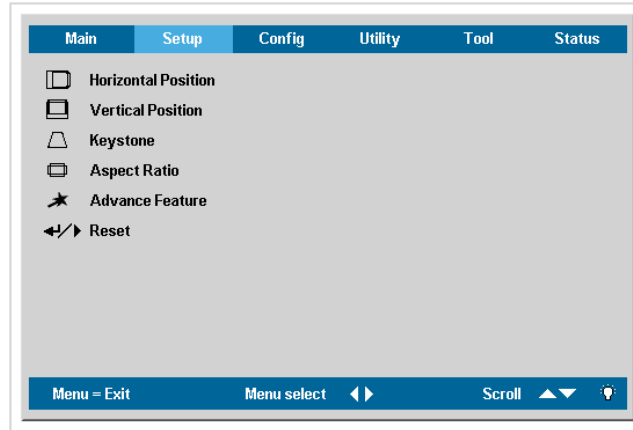 Main Setup Config Utility Tool Status
Horizontal Position
Vertical Position
Keystone
Aspect Ratio
Advance Feature
Reset
Menu = Exit Menu select Scroll